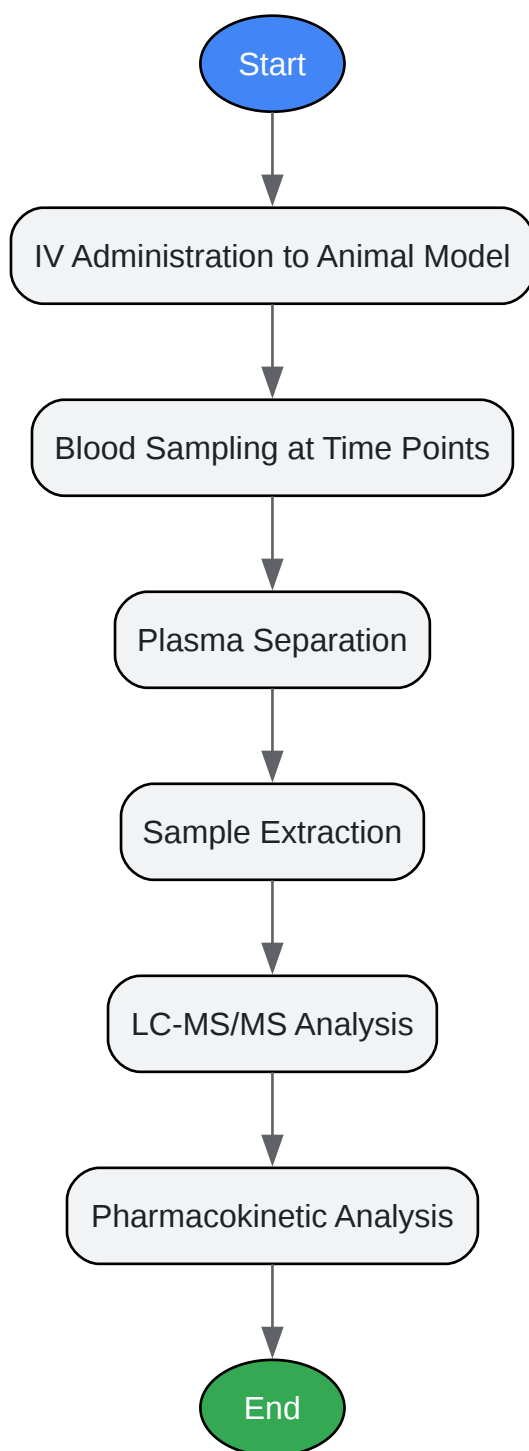 Start
IV Administration to Animal Model
Blood Sampling at Time Points
Plasma Separation
Sample Extraction
LC-MS/MS Analysis
Pharmacokinetic Analysis
End